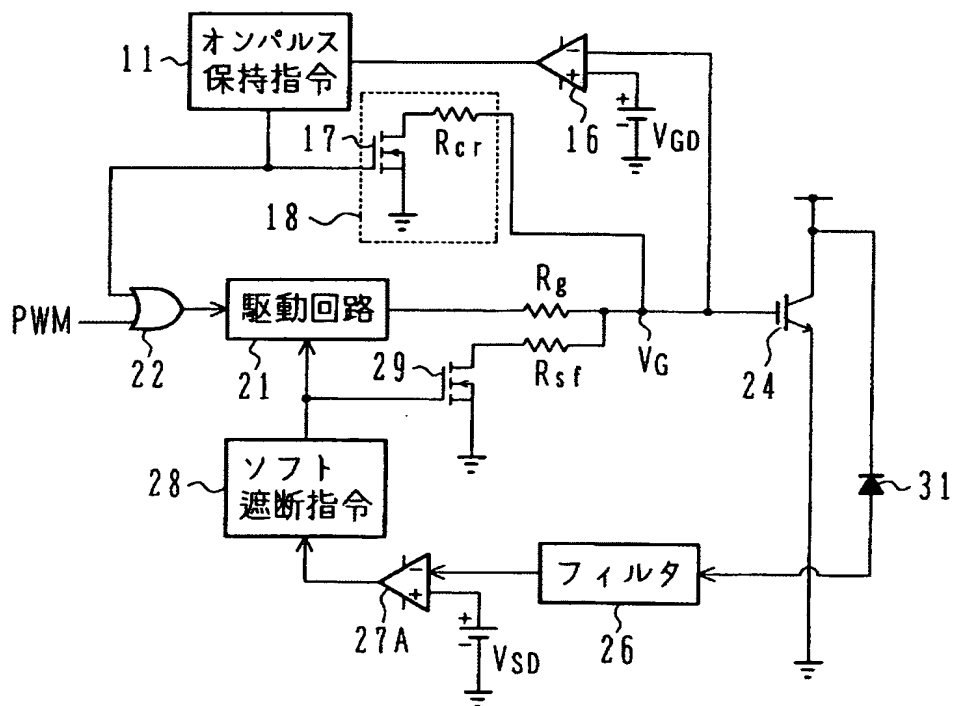 オンパルス
保持指令
11
17
Rcr
18
16
+
−
VGD
−
+
PWM
22
駆動回路
21
29
Rg
Rsf
VG
24
28
ソフト
遮断指令
31
フィルタ
26
−
+
27A
+
−
VSD